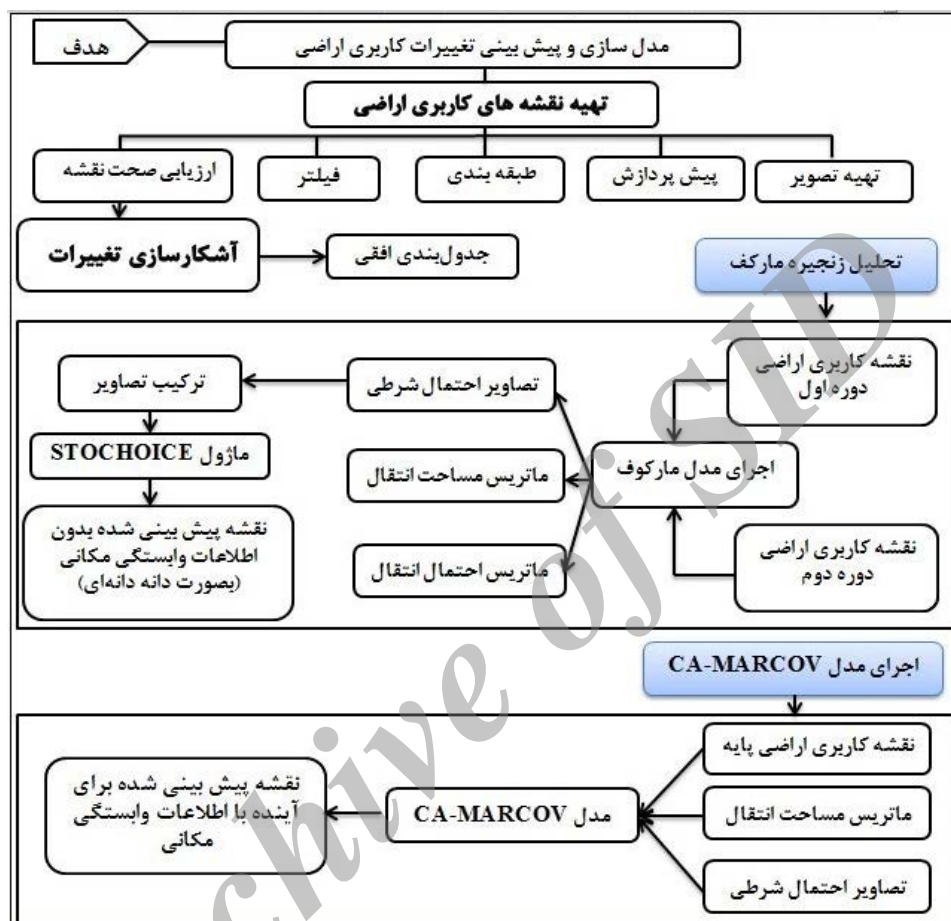 هدف
مدل سازی و پیش بینی تغییرات کاربری اراضی
تهیه نقشه های کاربری اراضی
تهیه تصویر
پیش پردازش
طبقه بندی
فیلتر
ارزیابی صحت نقشه
آشکارسازی تغییرات
جدول‌بندی افقی
تحلیل زنجیره مارکف
نقشه کاربری اراضی
دوره اول
نقشه کاربری اراضی
دوره دوم
اجرای مدل مارکوف
تصاویر احتمال شرطی
ماتریس مساحت انتقال
ماتریس احتمال انتقال
ترکیب تصاویر
ماژول STOCHOICE
نقشه پیش بینی شده بدون
اطلاعات وابستگی مکانی
(بصورت دانه دانه‌ای)
اجرای مدل CA-MARCOV
نقشه کاربری اراضی پایه
ماتریس مساحت انتقال
تصاویر احتمال شرطی
مدل CA-MARCOV
نقشه پیش بینی شده برای
آینده با اطلاعات وابستگی
مکانی
Archive of SID